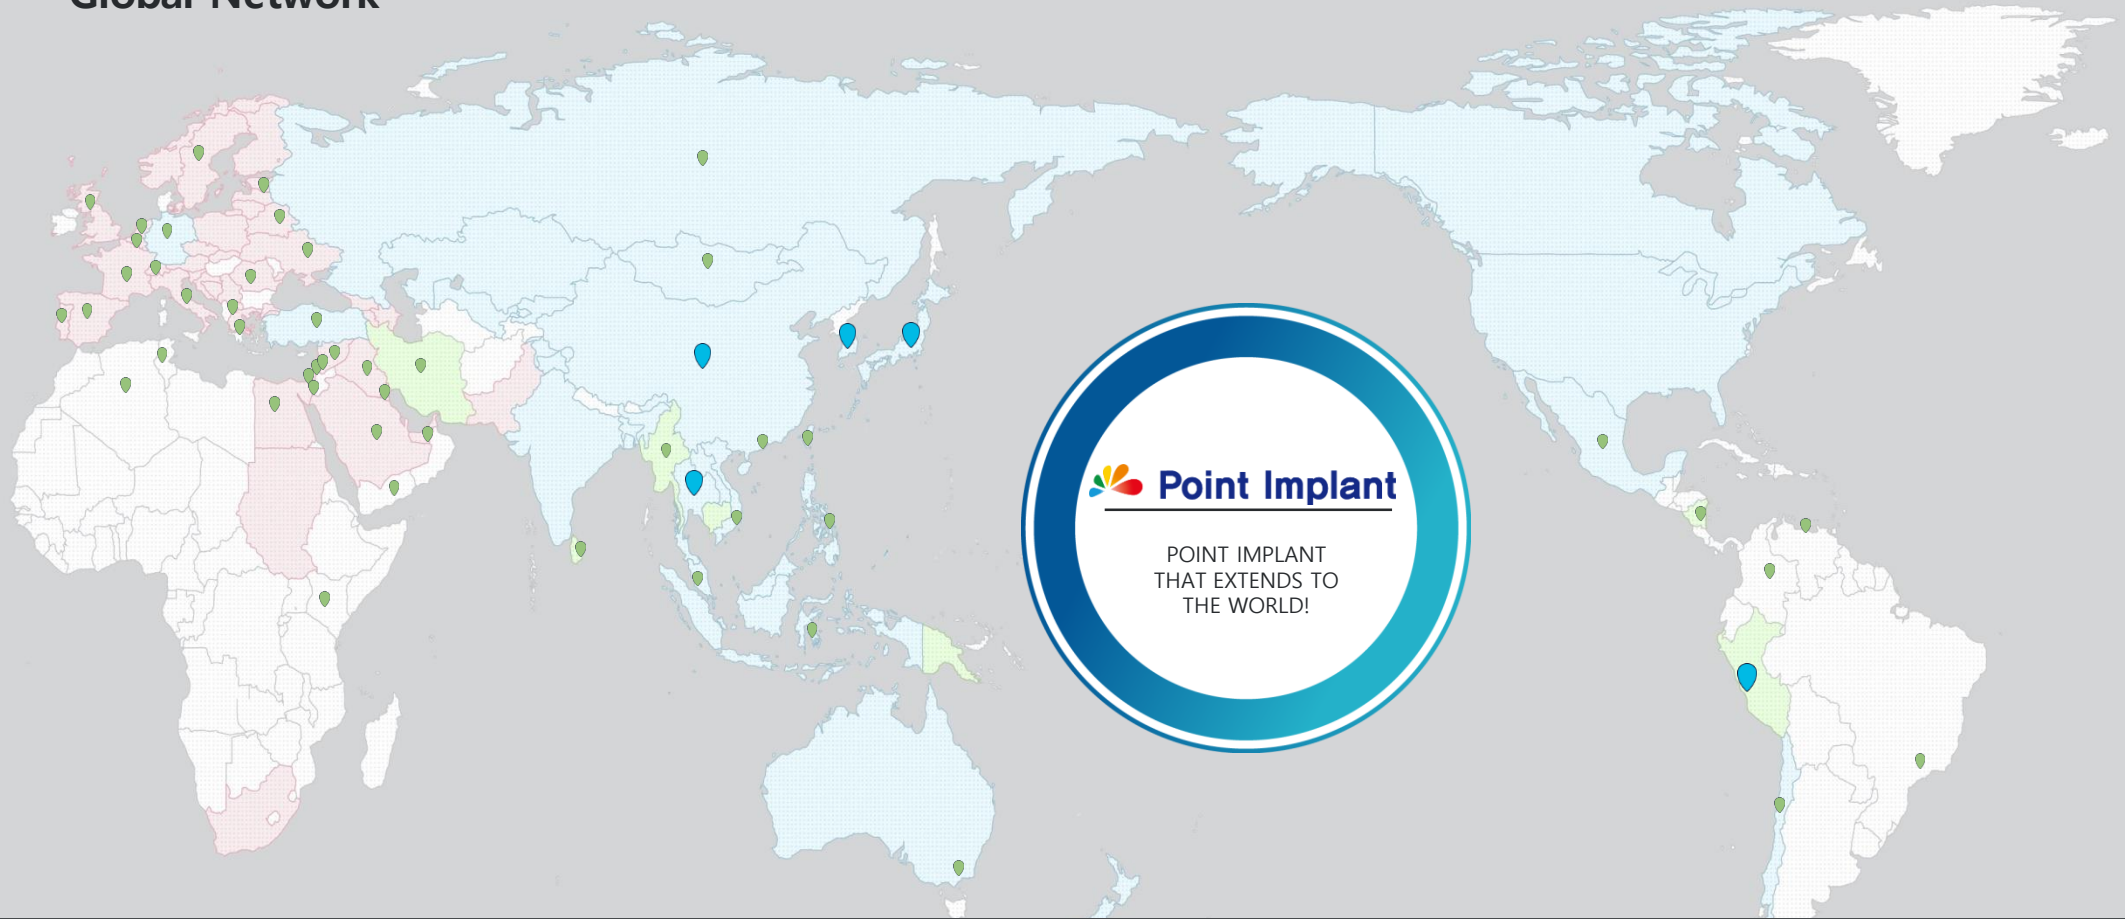 Global Network
Point Implant
POINT IMPLANT
THAT EXTENDS TO
THE WORLD!